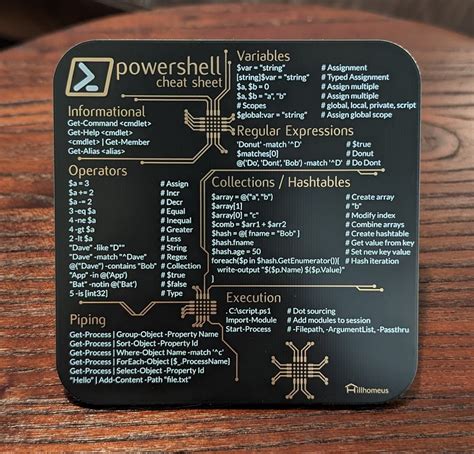 powershell
cheat sheet
Informational
Get-Command <cmdlet>
Get-Help <cmdlet>
<cmdlet> | Get-Member
Get-Alias <alias>
Operators
$a = 3 # Assign
$a += 2 # Incr
$a -= 2 # Decr
3 -eq $a # Equal
4 -ne $a # Inequal
4 -gt $a # Greater
2 -lt $a # Less
"Dave" -like "D*" # String
"Dave" -match "^D" # Regex
@("Dave") -contains "Bob" # Collection
"App" -in @('App') # $true
"Bat" -notin @('Bat') # $false
5 -is [int32] # Type
Piping
Get-Process | Group-Object -Property Name
Get-Process | Sort-Object -Property Id
Get-Process | Where-Object Name -match '^c'
Get-Process | ForEach-Object {$_.ProcessName}
Get-Process | Select-Object -Property Id
"Hello" | Add-Content -Path "file.txt"
Variables
$var = "string" # Assignment
[string]$var = "string" # Typed Assignment
$a, $b = 0 # Assign multiple
$a, $b = "a", "b" # Assign multiple
# Scopes # global, local, private, script
$global:var = "string" # Assign global scope
Regular Expressions
'Donut' -match '^D' # $true
$matches[0] # Donut
@('Do', 'Dont', 'Bob') -match '^D' # Do Dont
Collections / Hashtables
$array = @("a", "b") # Create array
$array[1] # "b"
$array[0] = "c" # Modify index
$comb = $arr1 + $arr2 # Combine arrays
$hash = @{ fname = "Bob" } # Create hashtable
$hash.fname # Get value from key
$hash.age = 50 # Set new key value
foreach($p in $hash.GetEnumerator()){ # Hash iteration
write-output "$($p.Name) $($p.Value)"
Execution
. C:\script.ps1 # Dot sourcing
Import-Module # Add modules to session
Start-Process # -Filepath, -ArgumentList, -Passthru
illhomeus